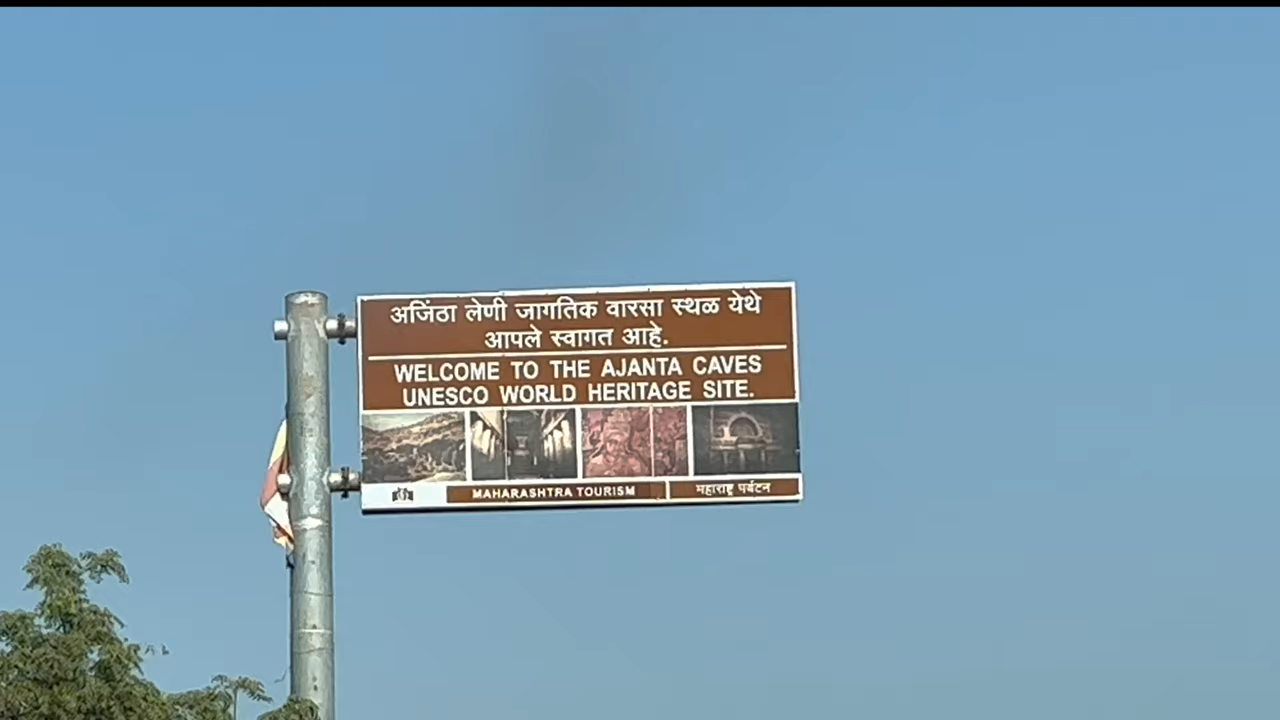 अजिंठा लेणी जागतिक वारसा स्थळ येथे
आपले स्वागत आहे.
WELCOME TO THE AJANTA CAVES
UNESCO WORLD HERITAGE SITE.
MAHARASHTRA TOURISM
महाराष्ट्र पर्यटन